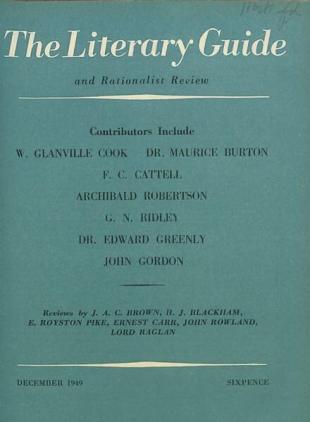 The Literary Guide
and Rationalist Review
Contributors Include
W. GLANVILLE COOK DR. MAURICE BURTON
F. C. CATTELL
ARCHIBALD ROBERTSON
G. N. RIDLEY
DR. EDWARD GREENLY
JOHN GORDON
Reviews by J. A. C. BROWN, H. J. BLACKHAM,
E. ROYSTON PIKE, ERNEST CARR, JOHN ROWLAND,
LORD RAGLAN
DECEMBER 1949 SIXPENCE